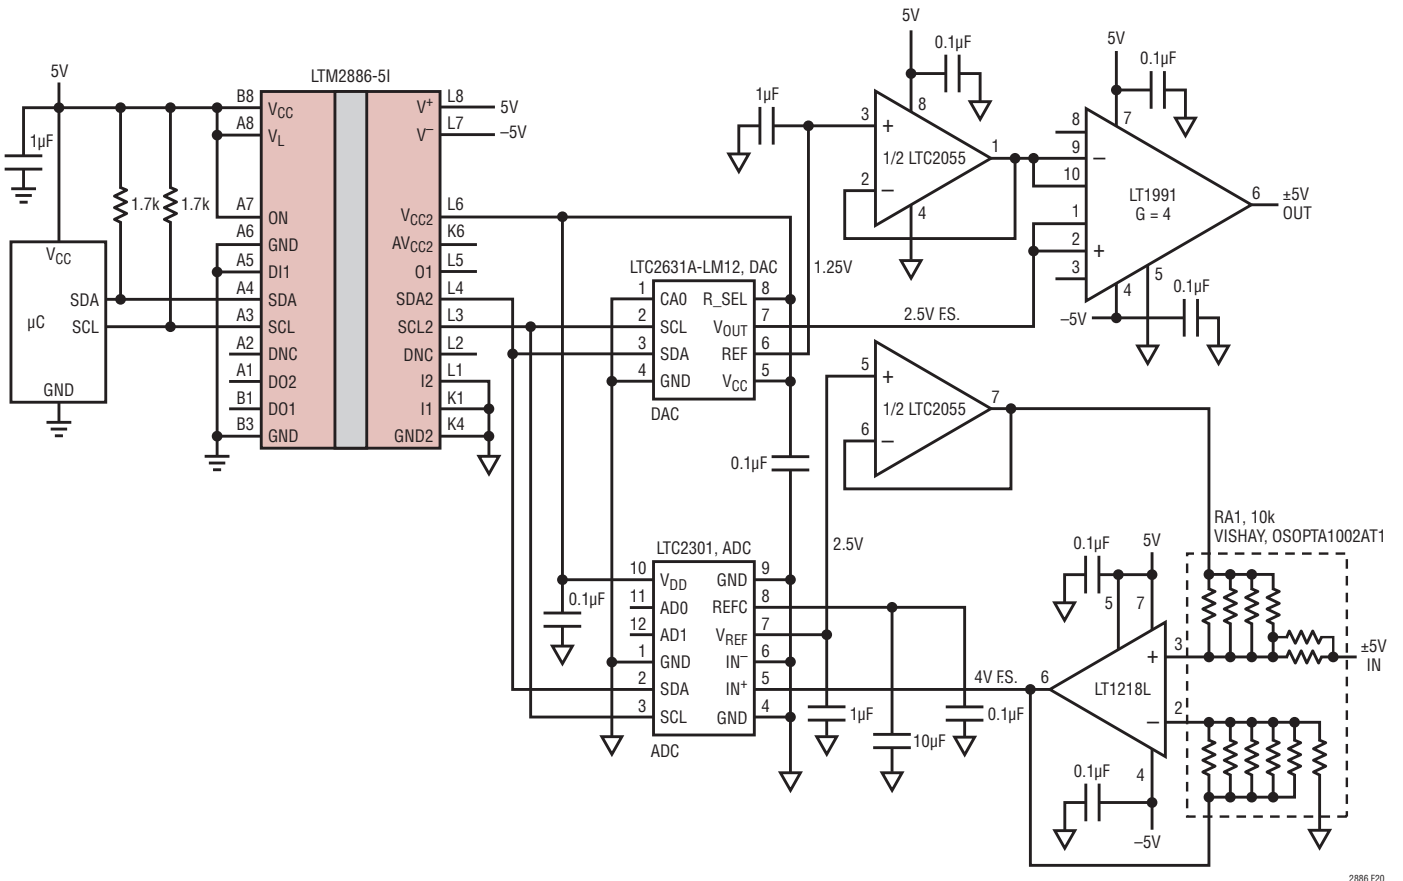 5V
1µF
1.7k
1.7k
VCC
SDA
µC
SCL
GND
LTM2886-5I
B8
VCC
A8
VL
A7
ON
A6
GND
A5
DI1
A4
SDA
A3
SCL
A2
DNC
A1
DO2
B1
DO1
B3
GND
V+
L8
5V
V–
L7
–5V
VCC2
L6
AVCC2
K6
O1
L5
SDA2
L4
SCL2
L3
DNC
L2
I2
L1
I1
K1
GND2
K4
LTC2631A-LM12, DAC
1
CA0
R_SEL
8
2
SCL
VOUT
7
3
SDA
REF
6
4
GND
VCC
5
DAC
0.1µF
1.25V
2.5V F.S.
1µF
5V
0.1µF
8
3
+
1/2 LTC2055
1
2
–
4
5V
0.1µF
7
8
9
–
10
LT1991
G = 4
6
±5V
OUT
1
2
+
3
5
4
–5V
0.1µF
5
+
1/2 LTC2055
7
6
–
2.5V
LTC2301, ADC
10
VDD
GND
9
11
AD0
REFC
8
12
AD1
VREF
7
1
GND
IN–
6
2
SDA
IN+
5
3
SCL
GND
4
ADC
0.1µF
1µF
10µF
0.1µF
4V F.S.
RA1, 10k
VISHAY, OSOPTA1002AT1
5V
0.1µF
5
7
+
3
6
LT1218L
–
2
4
0.1µF
–5V
±5V
IN
2886 F20